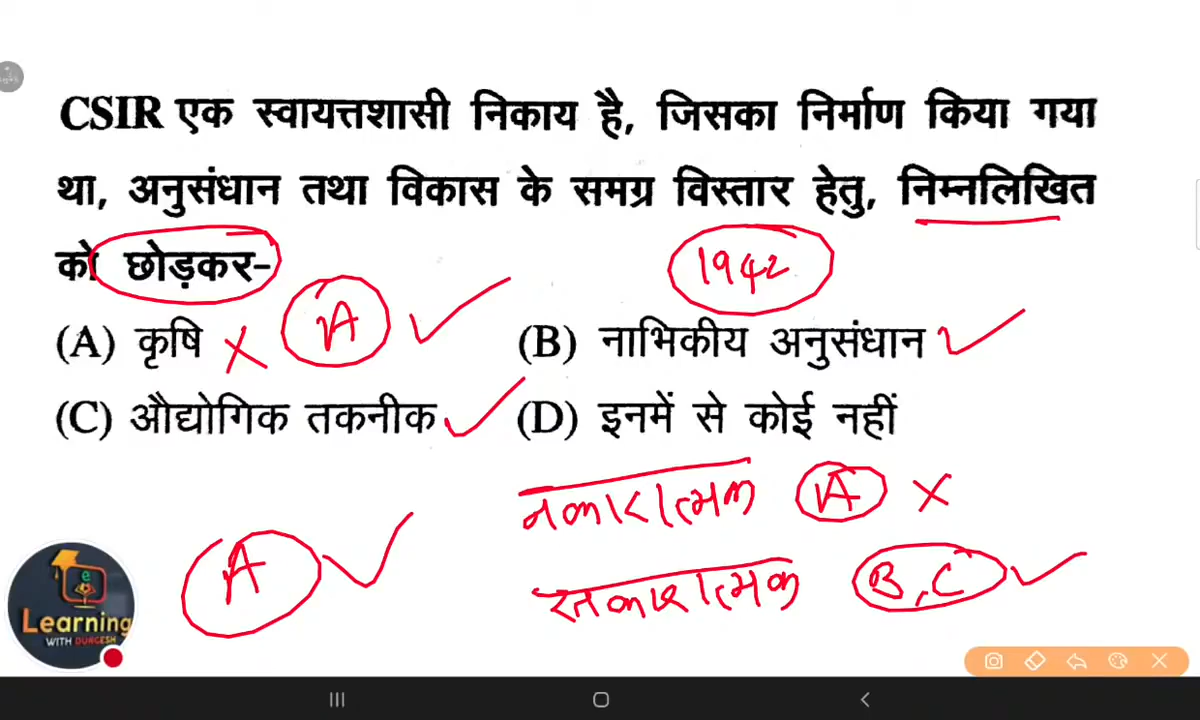 CSIR एक स्वायत्तशासी निकाय है, जिसका निर्माण किया गया
था, अनुसंधान तथा विकास के समग्र विस्तार हेतु, निम्नलिखित
को छोड़कर-
1942
(A) कृषि × A ✓ (B) नाभिकीय अनुसंधान ✓
(C) औद्योगिक तकनीक ✓ (D) इनमें से कोई नहीं
नकारात्मक A ×
A ✓
सकारात्मक B, C ✓
e
Learning
WITH DURGESH